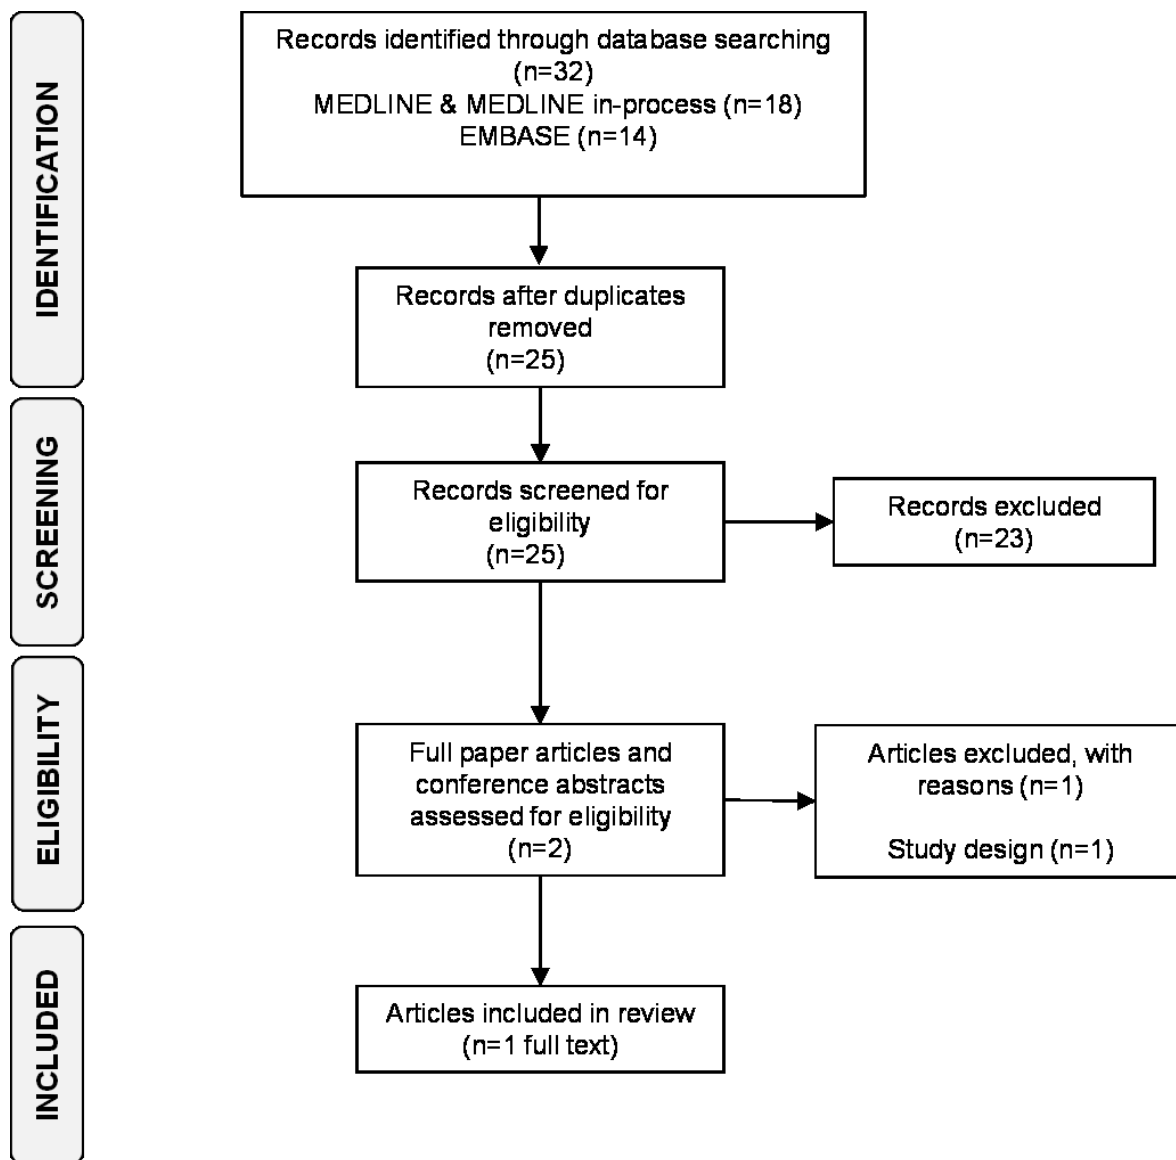 IDENTIFICATION
Records identified through database searching
(n=32)
MEDLINE & MEDLINE in-process (n=18)
EMBASE (n=14)
Records after duplicates
removed
(n=25)
SCREENING
Records screened for
eligibility
(n=25)
Records excluded
(n=23)
ELIGIBILITY
Full paper articles and
conference abstracts
assessed for eligibility
(n=2)
Articles excluded, with
reasons (n=1)
Study design (n=1)
INCLUDED
Articles included in review
(n=1 full text)